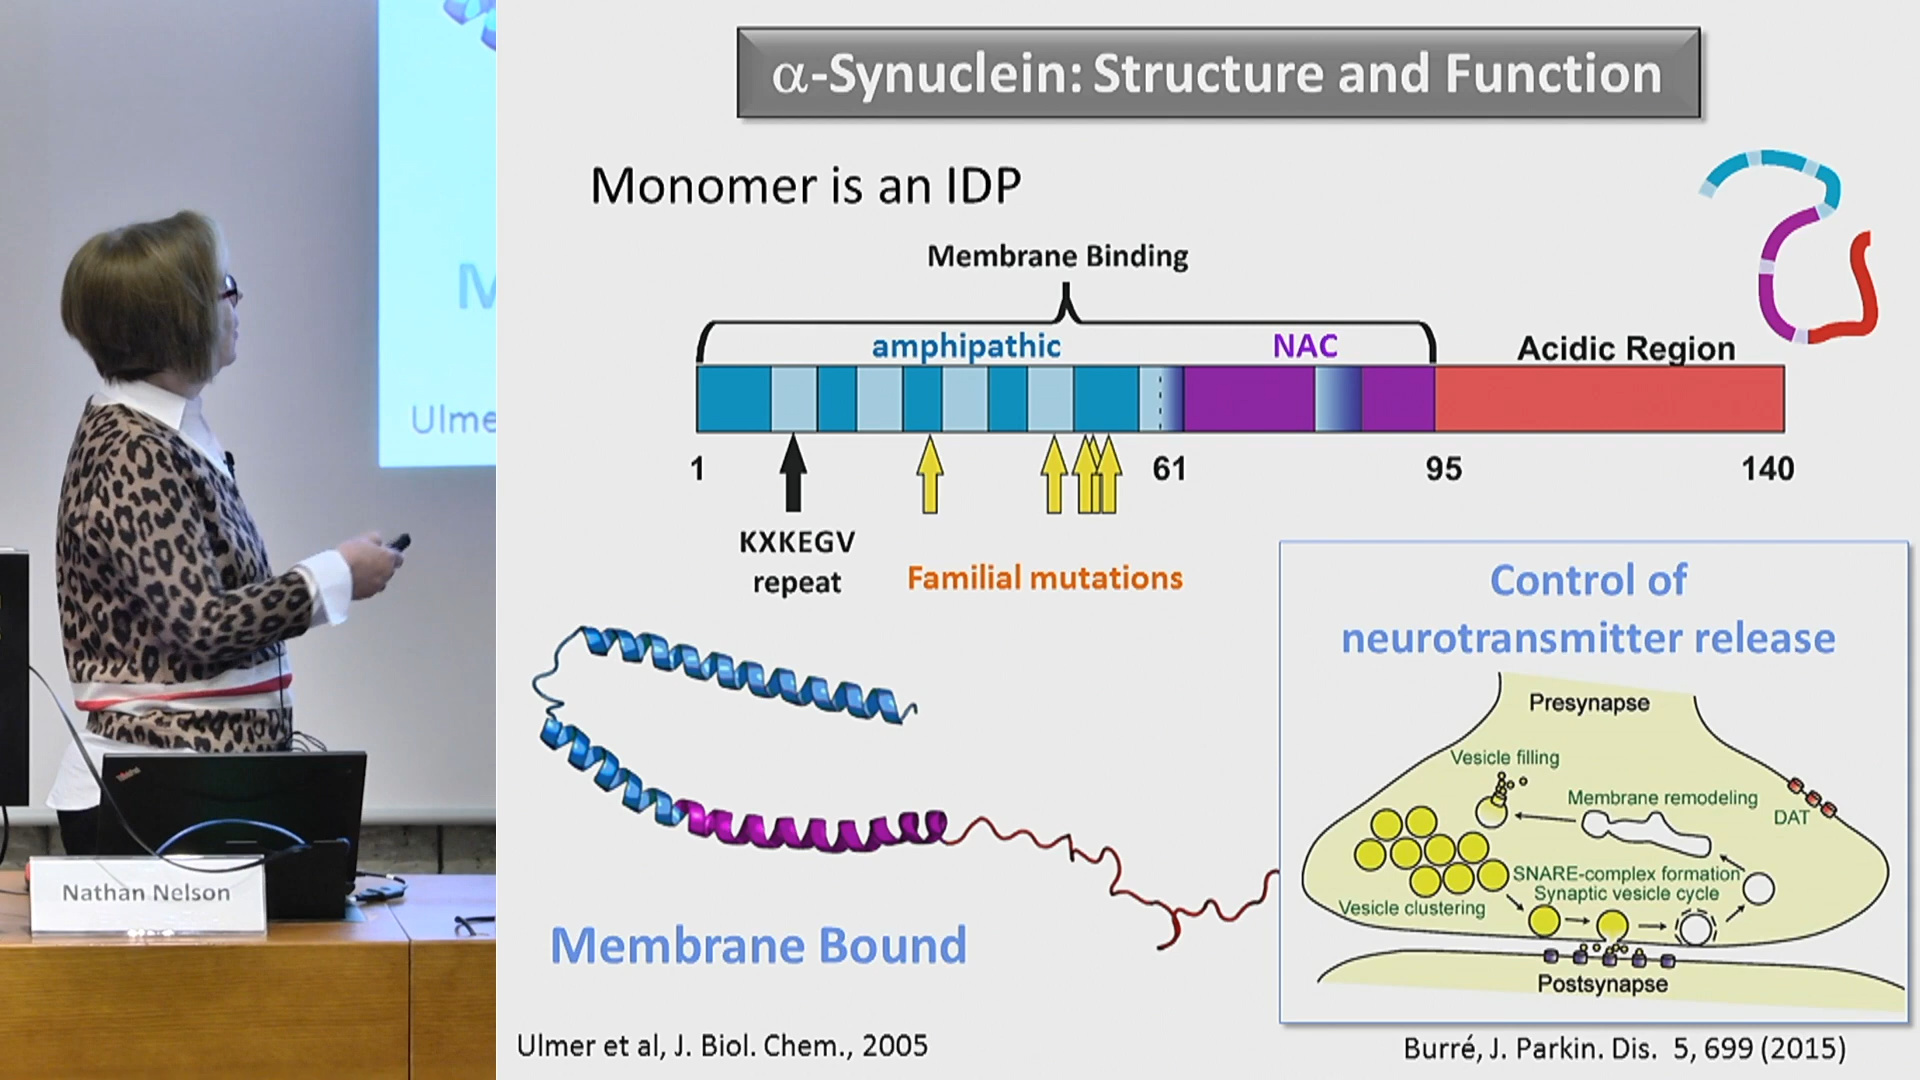 α-Synuclein: Structure and Function
Monomer is an IDP
Membrane Binding
amphipathic
NAC
Acidic Region
1
61
95
140
KXKEGV
repeat
Familial mutations
Control of
neurotransmitter release
Presynapse
Vesicle filling
Membrane remodeling
DAT
SNARE-complex formation
Synaptic vesicle cycle
Vesicle clustering
Postsynapse
Membrane Bound
Ulmer et al, J. Biol. Chem., 2005
Burré, J. Parkin. Dis. 5, 699 (2015)
M
Ulme
ThinkPad
Nathan Nelson